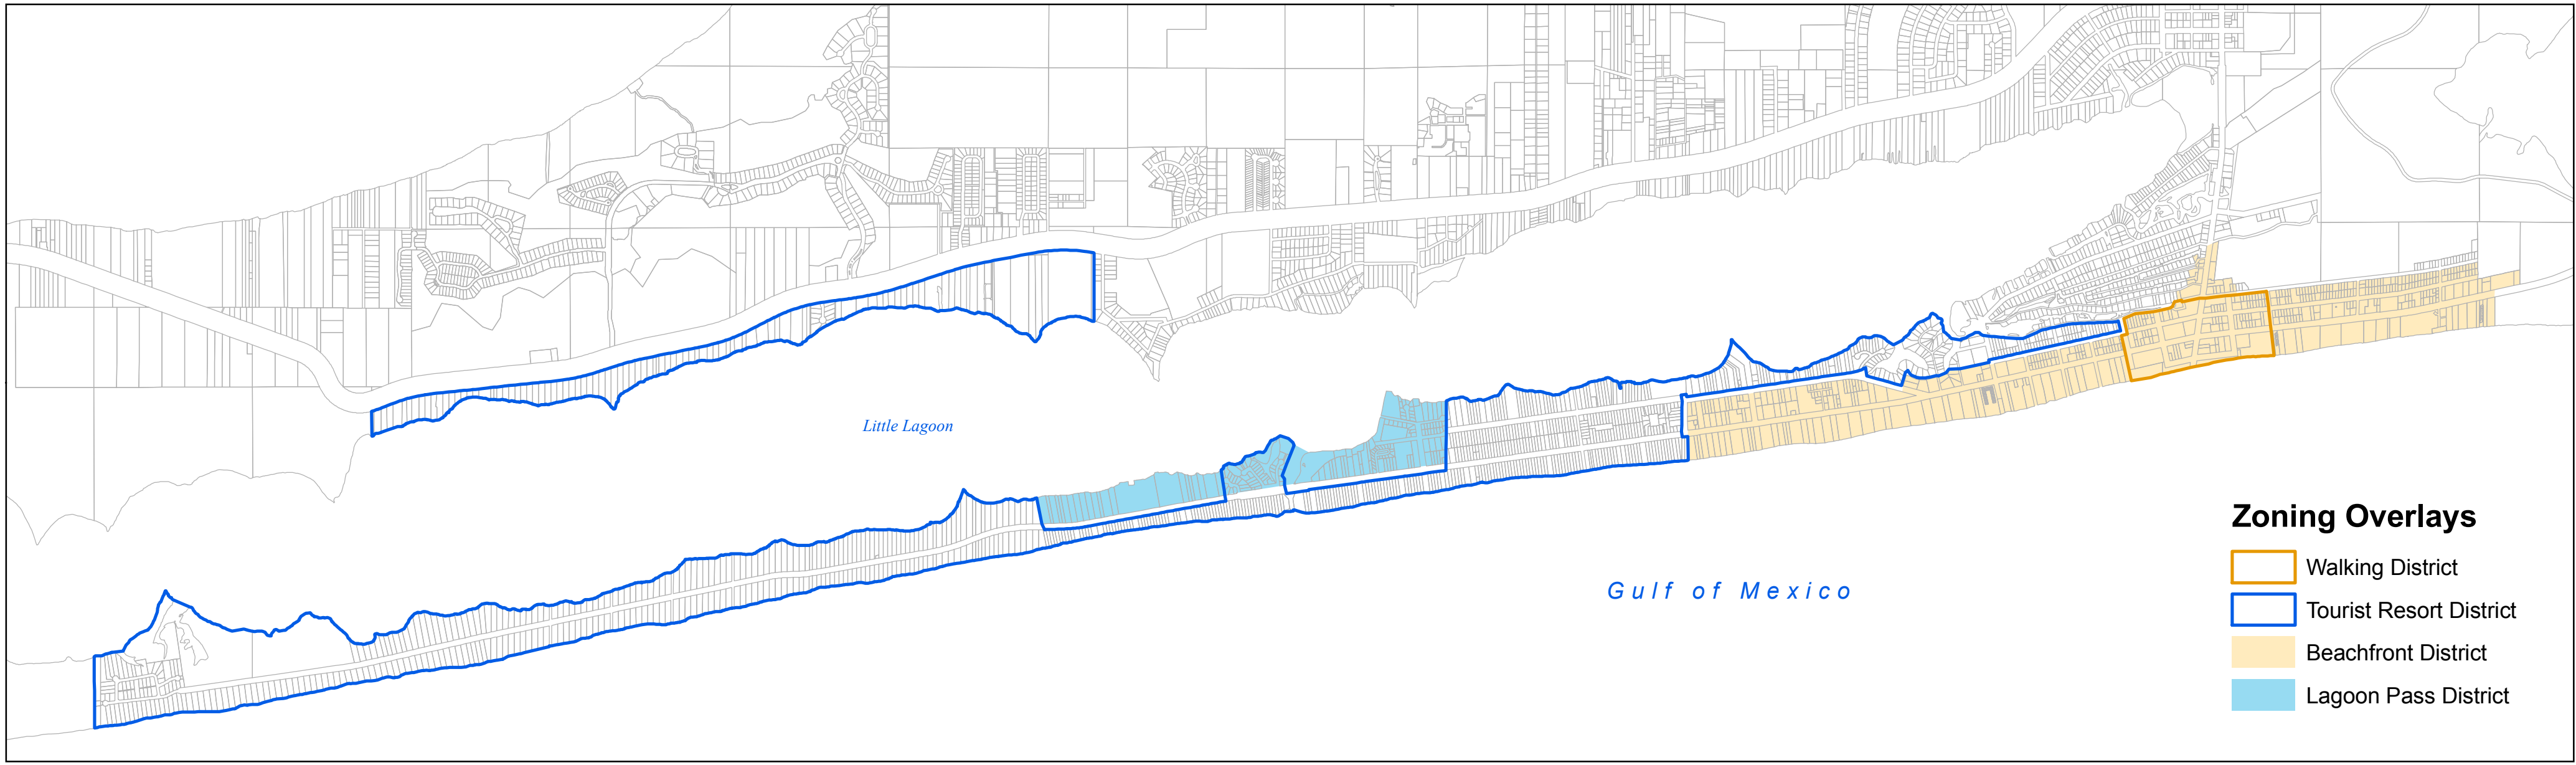 Little Lagoon
Gulf of Mexico
Zoning Overlays
Walking District
Tourist Resort District
Beachfront District
Lagoon Pass District